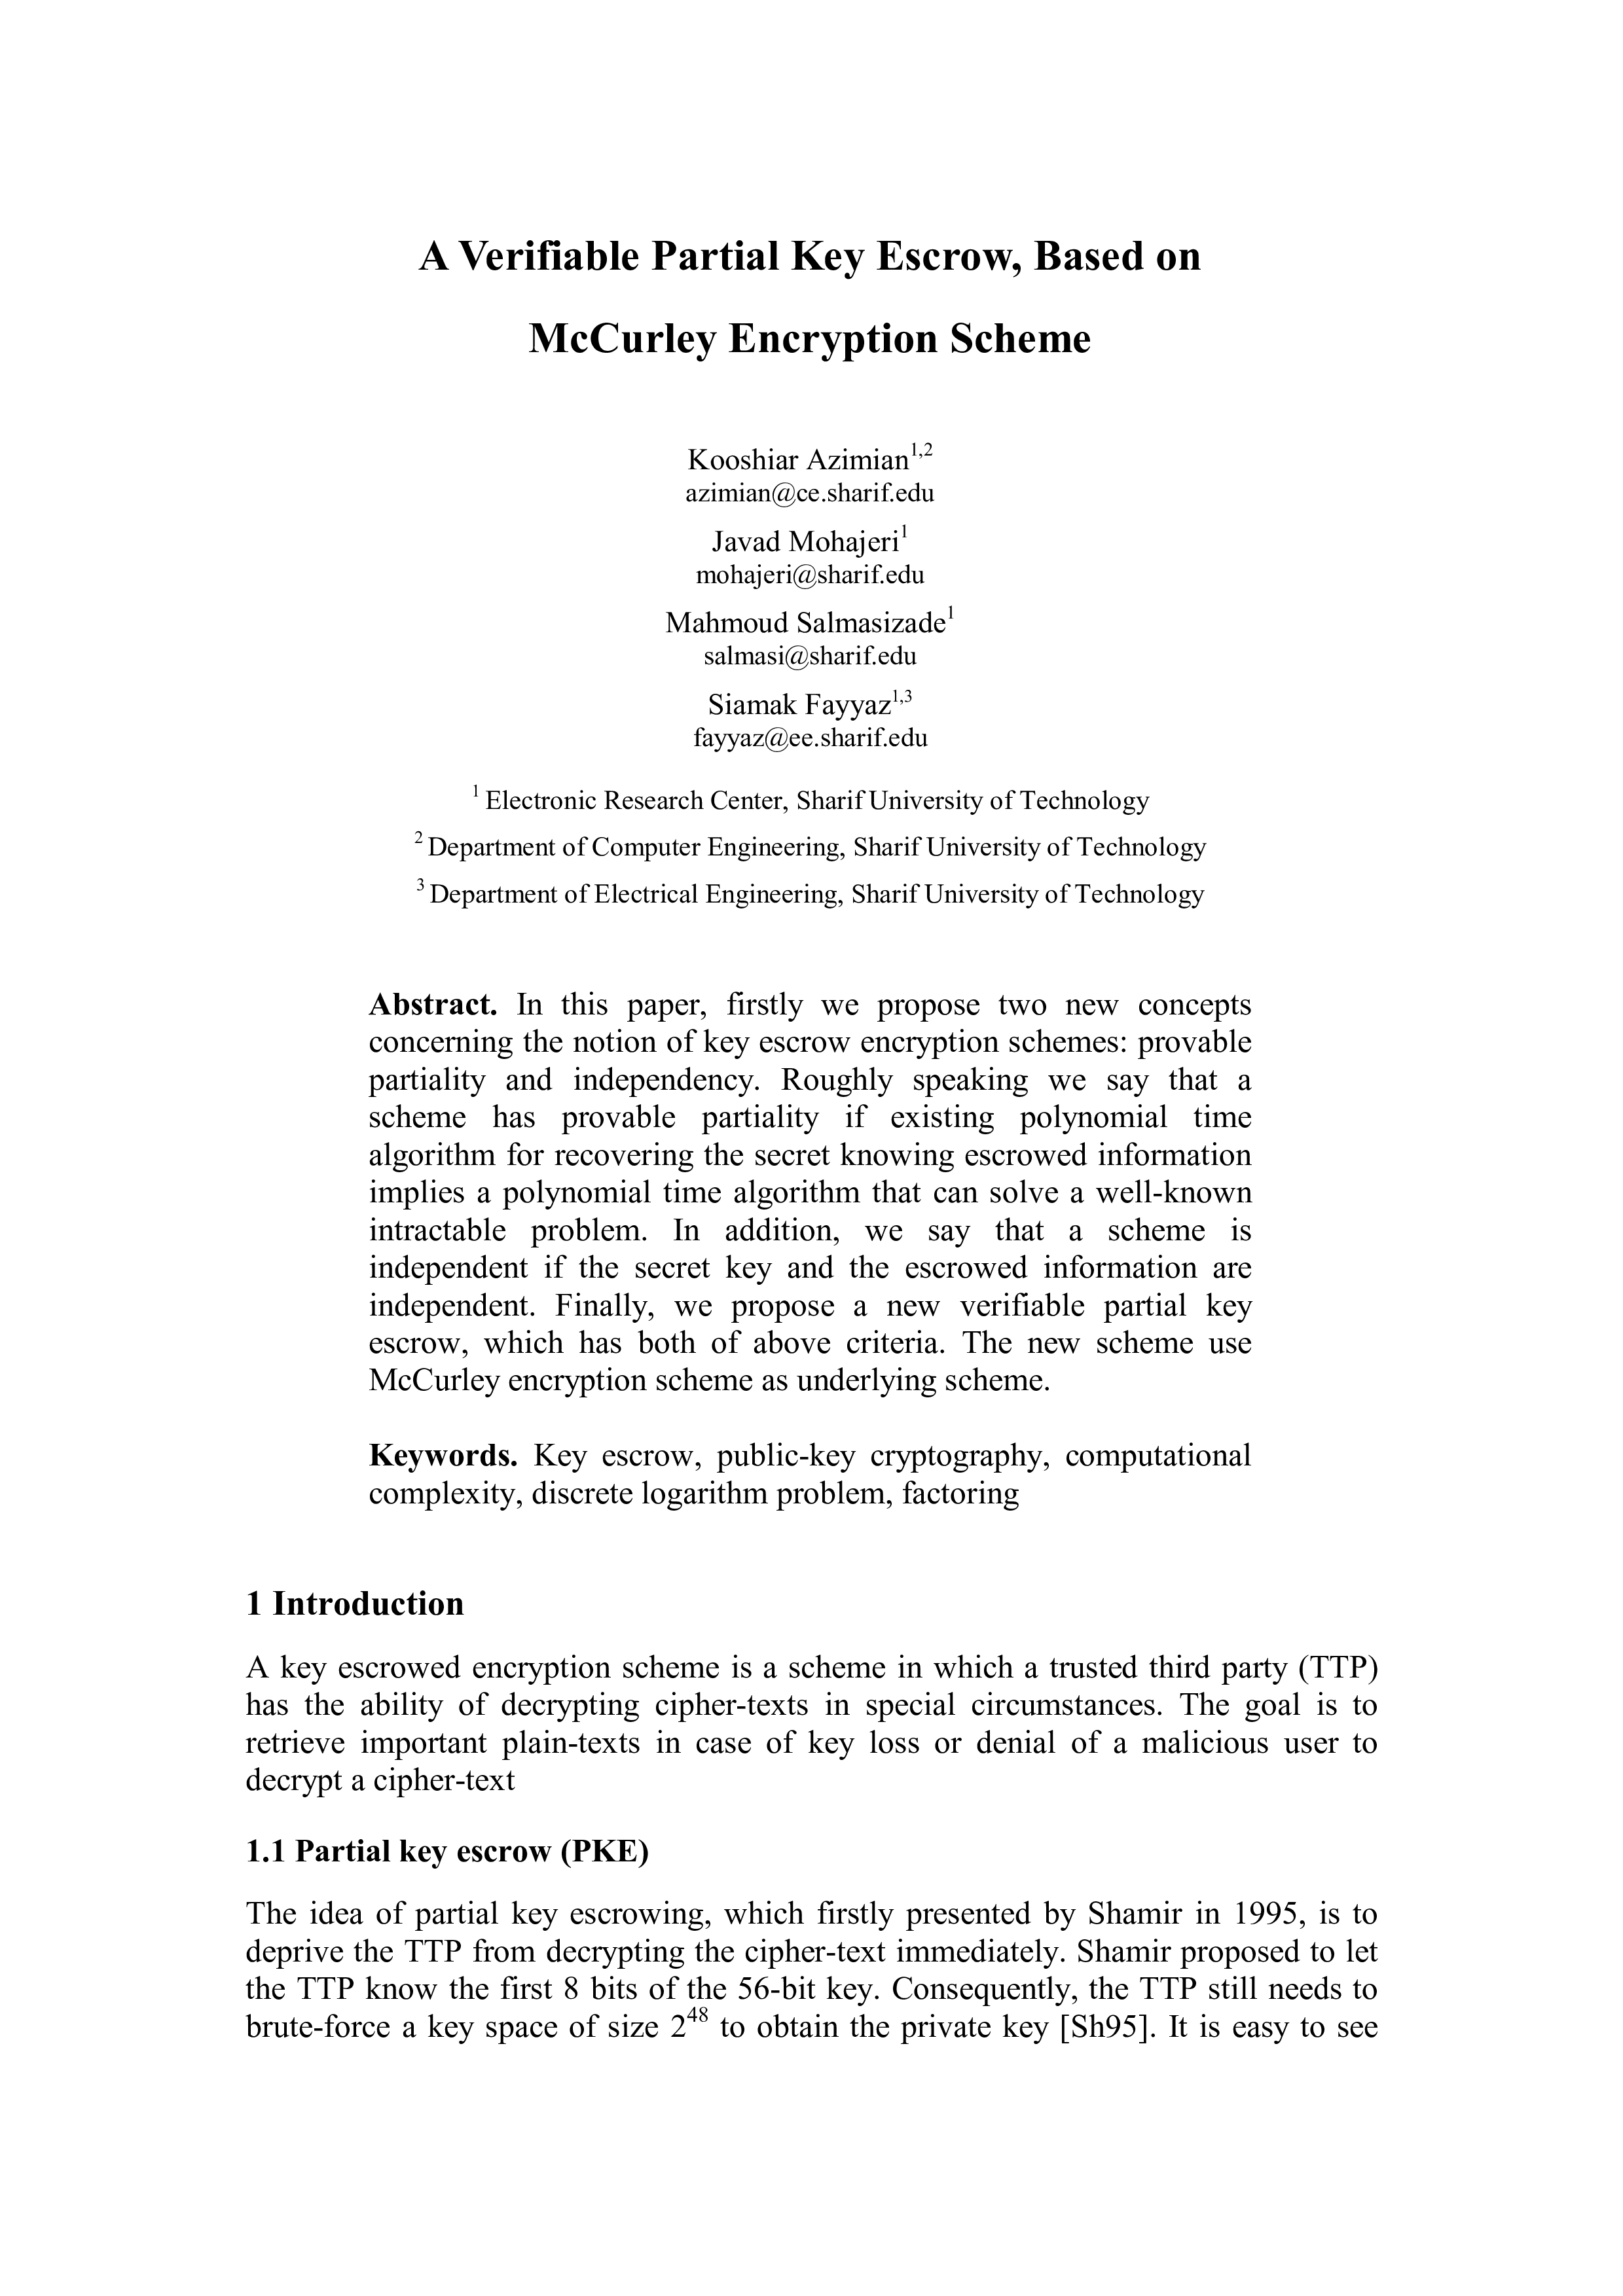 A Verifiable Partial Key Escrow, Based on
McCurley Encryption Scheme
Kooshiar Azimian1,2
azimian@ce.sharif.edu
Javad Mohajeri1
mohajeri@sharif.edu
Mahmoud Salmasizade1
salmasi@sharif.edu
Siamak Fayyaz1,3
fayyaz@ee.sharif.edu
1 Electronic Research Center, Sharif University of Technology
2 Department of Computer Engineering, Sharif University of Technology
3 Department of Electrical Engineering, Sharif University of Technology
Abstract. In this paper, firstly we propose two new concepts
concerning the notion of key escrow encryption schemes: provable
partiality and independency. Roughly speaking we say that a
scheme has provable partiality if existing polynomial time
algorithm for recovering the secret knowing escrowed information
implies a polynomial time algorithm that can solve a well-known
intractable problem. In addition, we say that a scheme is
independent if the secret key and the escrowed information are
independent. Finally, we propose a new verifiable partial key
escrow, which has both of above criteria. The new scheme use
McCurley encryption scheme as underlying scheme.
Keywords. Key escrow, public-key cryptography, computational
complexity, discrete logarithm problem, factoring
1 Introduction
A key escrowed encryption scheme is a scheme in which a trusted third party (TTP)
has the ability of decrypting cipher-texts in special circumstances. The goal is to
retrieve important plain-texts in case of key loss or denial of a malicious user to
decrypt a cipher-text
1.1 Partial key escrow (PKE)
The idea of partial key escrowing, which firstly presented by Shamir in 1995, is to
deprive the TTP from decrypting the cipher-text immediately. Shamir proposed to let
the TTP know the first 8 bits of the 56-bit key. Consequently, the TTP still needs to
brute-force a key space of size 2^48 to obtain the private key [Sh95]. It is easy to see